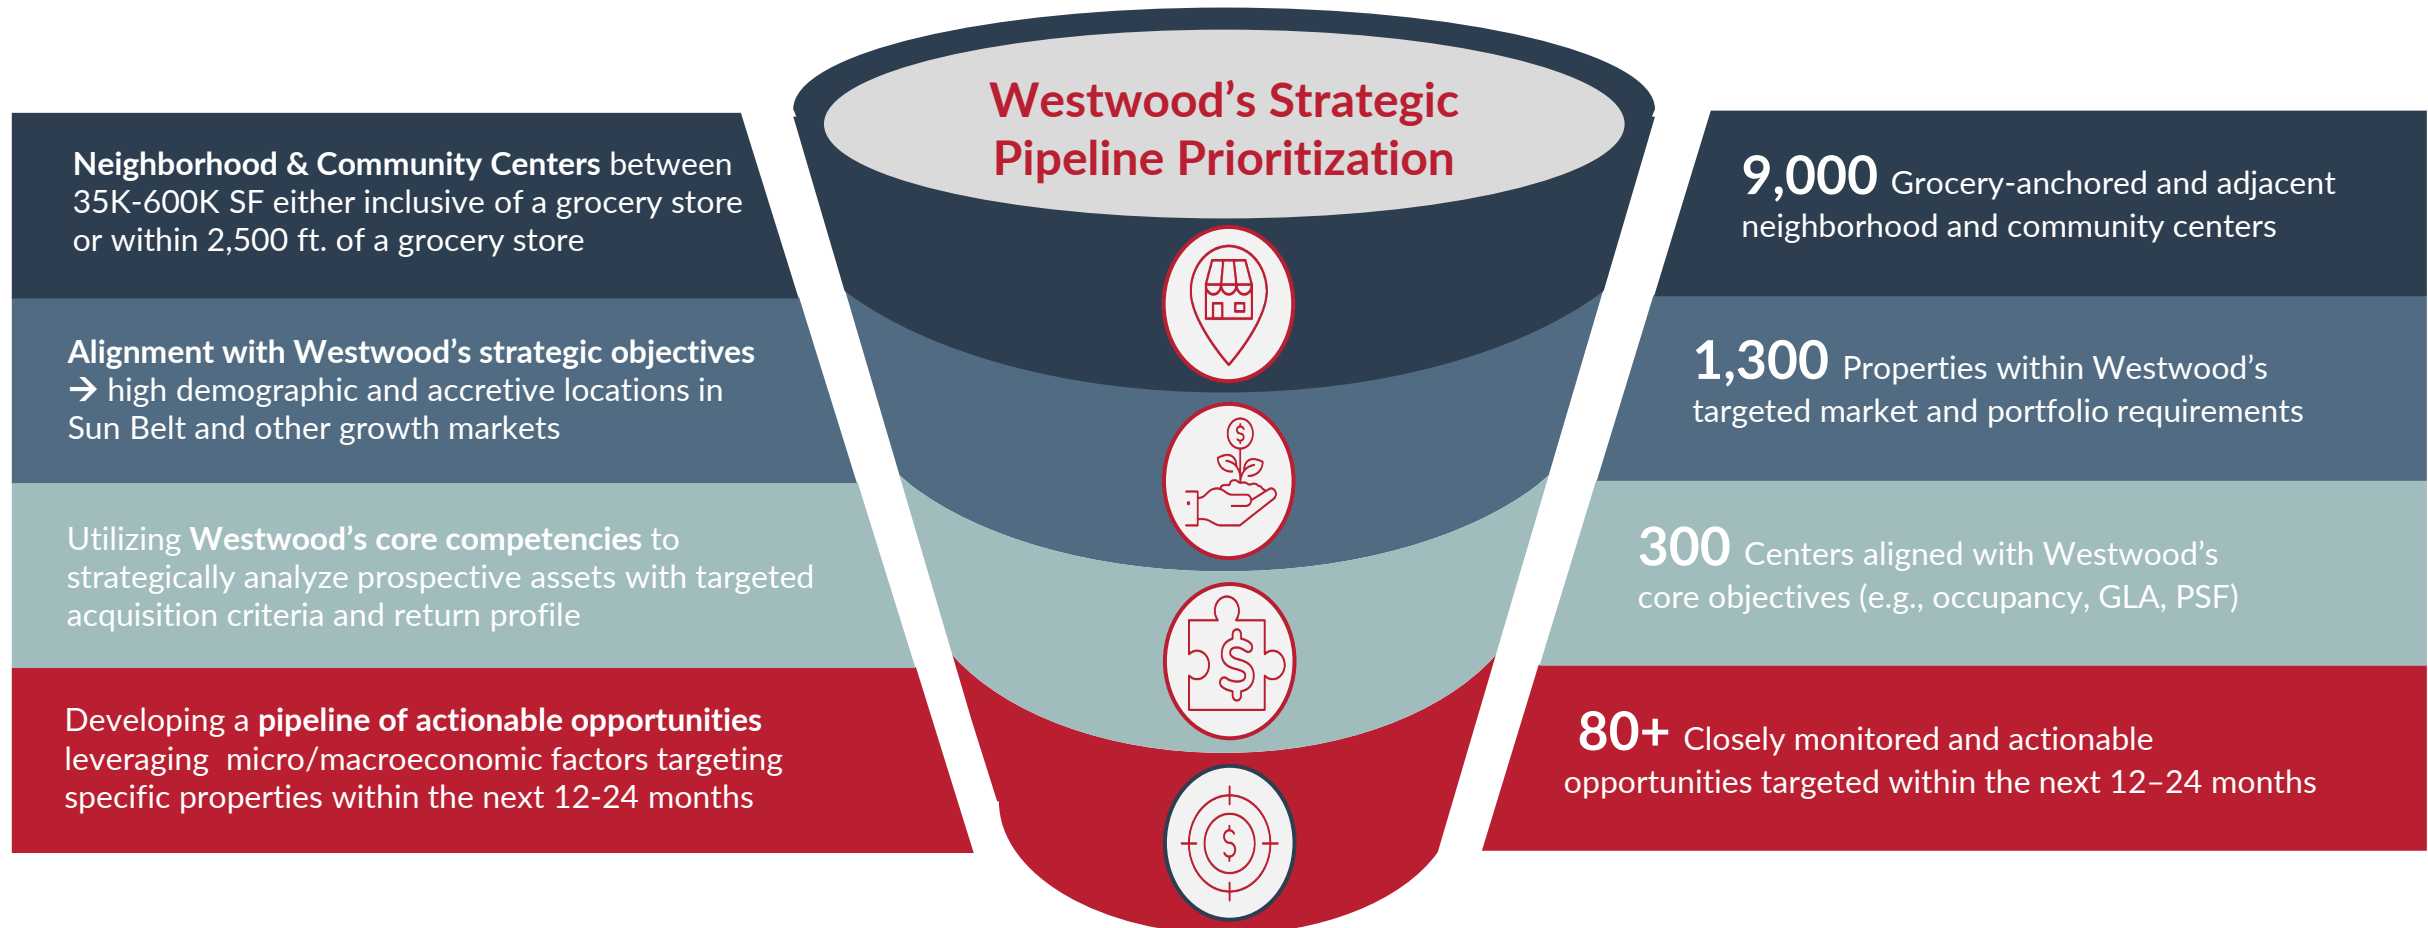 Westwood's Strategic
Pipeline Prioritization
Neighborhood & Community Centers between
35K-600K SF either inclusive of a grocery store
or within 2,500 ft. of a grocery store
9,000 Grocery-anchored and adjacent
neighborhood and community centers
Alignment with Westwood's strategic objectives
→ high demographic and accretive locations in
Sun Belt and other growth markets
1,300 Properties within Westwood's
targeted market and portfolio requirements
Utilizing Westwood's core competencies to
strategically analyze prospective assets with targeted
acquisition criteria and return profile
300 Centers aligned with Westwood's
core objectives (e.g., occupancy, GLA, PSF)
Developing a pipeline of actionable opportunities
leveraging  micro/macroeconomic factors targeting
specific properties within the next 12-24 months
80+ Closely monitored and actionable
opportunities targeted within the next 12–24 months
$
$
$